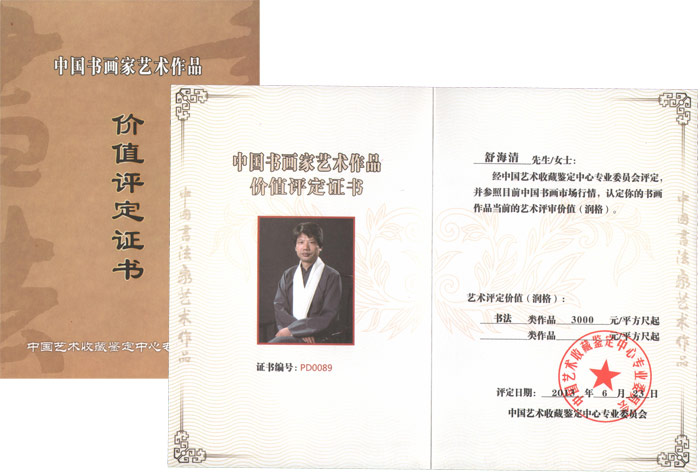 中国书画家艺术作品
价值评定证书
中国艺术收藏鉴定中心专
中国书画家艺术作品
价值评定证书
证书编号:PD0089
中国书法家艺术作品
舒海清 先生/女士:
经中国艺术收藏鉴定中心专业委员会评定,
并参照目前中国书画市场行情,认定你的书画
作品当前的艺术评审价值(润格)。
艺术评定价值(润格):
书法 类作品 3000 元/平方尺起
类作品 元/平方尺起
评定日期: 2013 年 6 月 23 日
中国艺术收藏鉴定中心专业委员会
中国艺术收藏鉴定中心专业委员会
中国书法家艺术作品